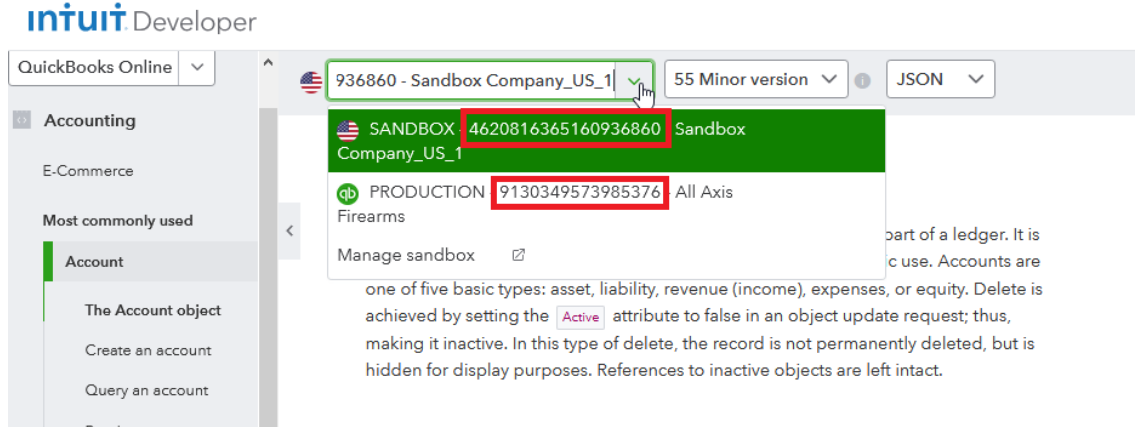 ıntuıt Developer
QuickBooks Online
936860 - Sandbox Company_US_1
55 Minor version
JSON
Accounting
E-Commerce
Most commonly used
Account
The Account object
Create an account
Query an account
SANDBOX - 4620816365160936860 - Sandbox
Company_US_1
PRODUCTION - 9130349573985376 - All Axis
Firearms
Manage sandbox
part of a ledger. It is
c use. Accounts are
one of five basic types: asset, liability, revenue (income), expenses, or equity. Delete is
achieved by setting the Active attribute to false in an object update request; thus,
making it inactive. In this type of delete, the record is not permanently deleted, but is
hidden for display purposes. References to inactive objects are left intact.